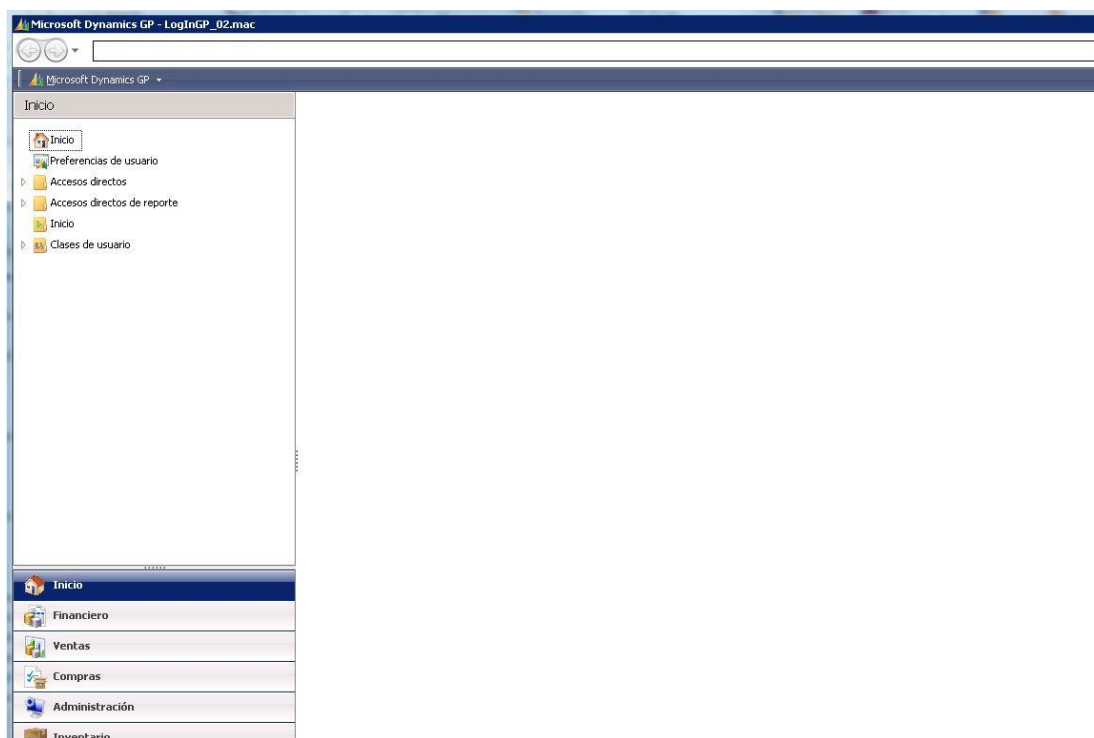 Microsoft Dynamics GP - LogInGP_02.mac
Microsoft Dynamics GP
Inicio
Inicio
Preferencias de usuario
Accesos directos
Accesos directos de reporte
Inicio
Clases de usuario
Inicio
Financiero
Ventas
Compras
Administración
Inventario